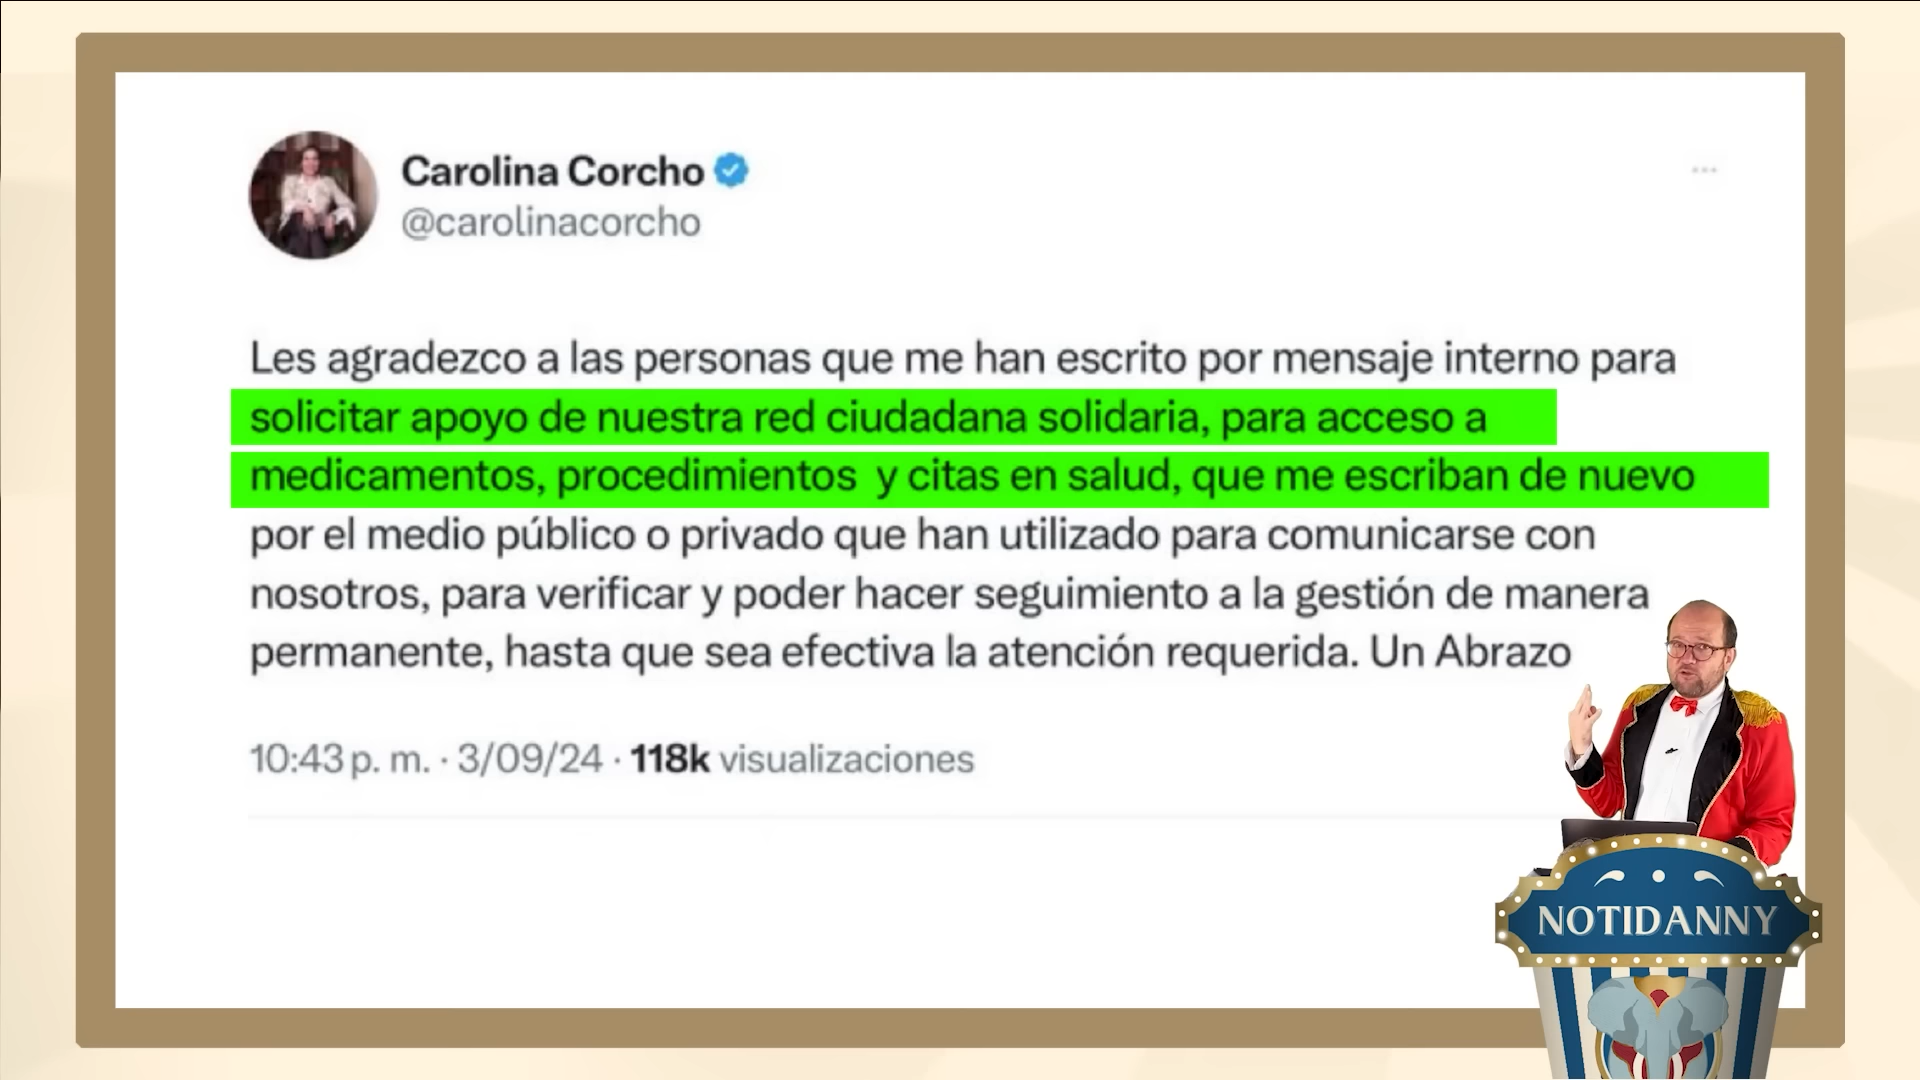 Carolina Corcho
@carolinacorcho
Les agradezco a las personas que me han escrito por mensaje interno para
solicitar apoyo de nuestra red ciudadana solidaria, para acceso a
medicamentos, procedimientos y citas en salud, que me escriban de nuevo
por el medio público o privado que han utilizado para comunicarse con
nosotros, para verificar y poder hacer seguimiento a la gestión de manera
permanente, hasta que sea efectiva la atención requerida. Un Abrazo
10:43 p. m. · 3/09/24 · 118k visualizaciones
NOTIDANNY